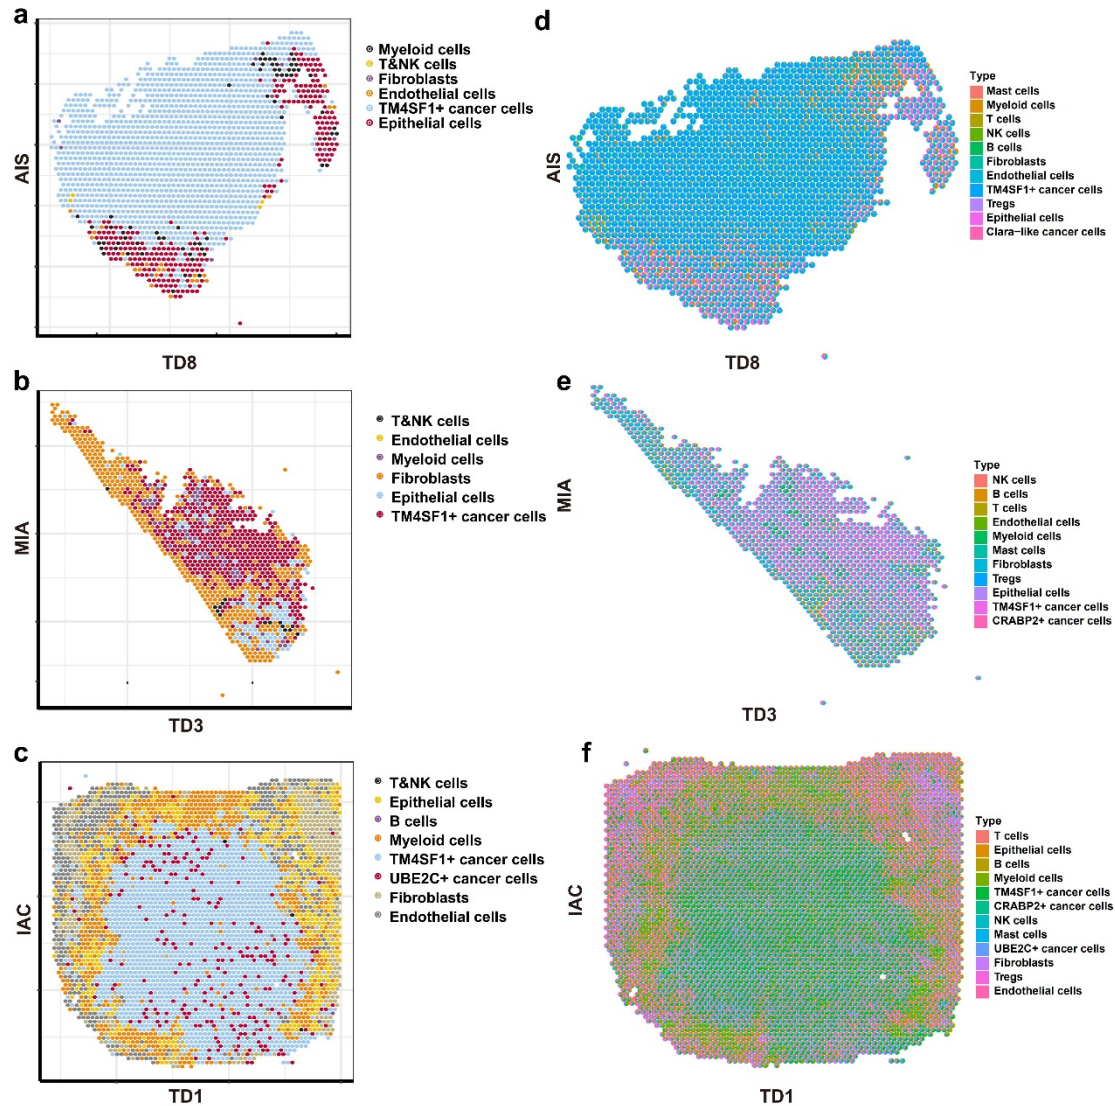 a
Myeloid cells
T&NK cells
Fibroblasts
Endothelial cells
TM4SF1+ cancer cells
Epithelial cells
AIS
TD8
d
Type
Mast cells
Myeloid cells
T cells
NK cells
B cells
Fibroblasts
Endothelial cells
TM4SF1+ cancer cells
Tregs
Epithelial cells
Clara−like cancer cells
AIS
TD8
b
T&NK cells
Endothelial cells
Myeloid cells
Fibroblasts
Epithelial cells
TM4SF1+ cancer cells
MIA
TD3
e
Type
NK cells
B cells
T cells
Endothelial cells
Myeloid cells
Mast cells
Fibroblasts
Tregs
Epithelial cells
TM4SF1+ cancer cells
CRABP2+ cancer cells
MIA
TD3
c
T&NK cells
Epithelial cells
B cells
Myeloid cells
TM4SF1+ cancer cells
UBE2C+ cancer cells
Fibroblasts
Endothelial cells
IAC
TD1
f
Type
T cells
Epithelial cells
B cells
Myeloid cells
TM4SF1+ cancer cells
CRABP2+ cancer cells
NK cells
Mast cells
UBE2C+ cancer cells
Fibroblasts
Tregs
Endothelial cells
IAC
TD1